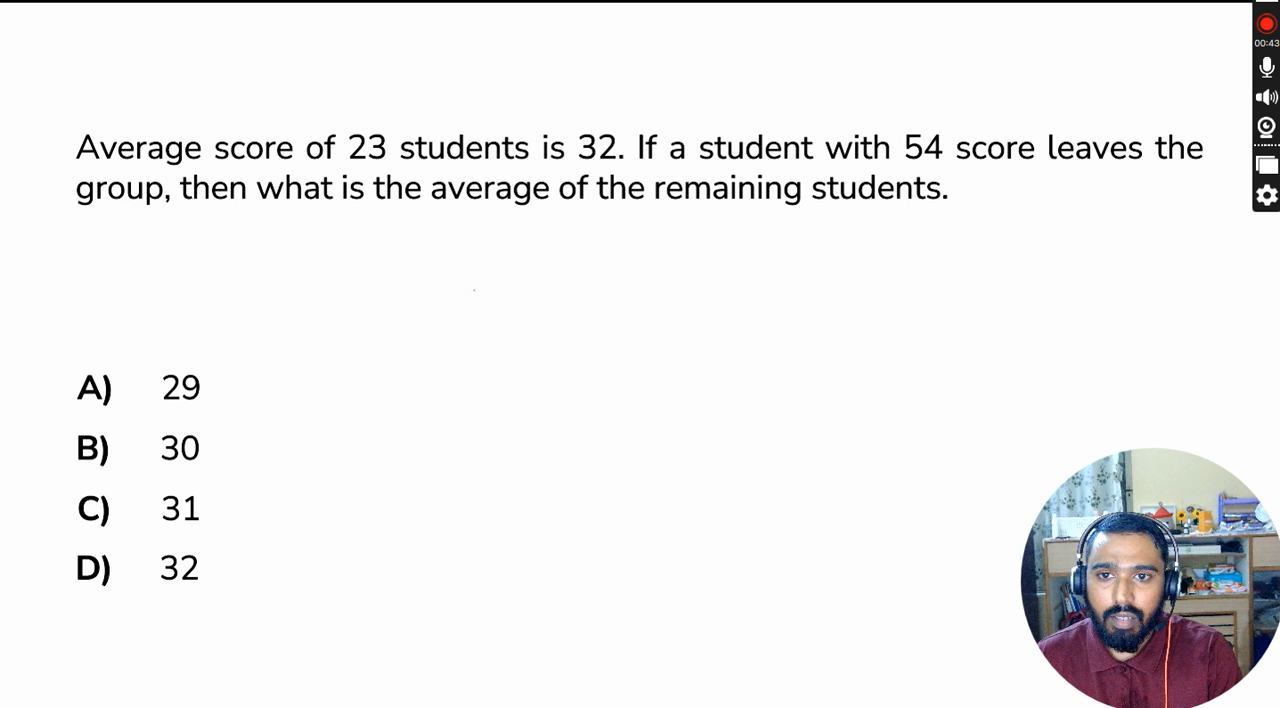 00:43
Average score of 23 students is 32. If a student with 54 score leaves the
group, then what is the average of the remaining students.
A) 29
B) 30
C) 31
D) 32